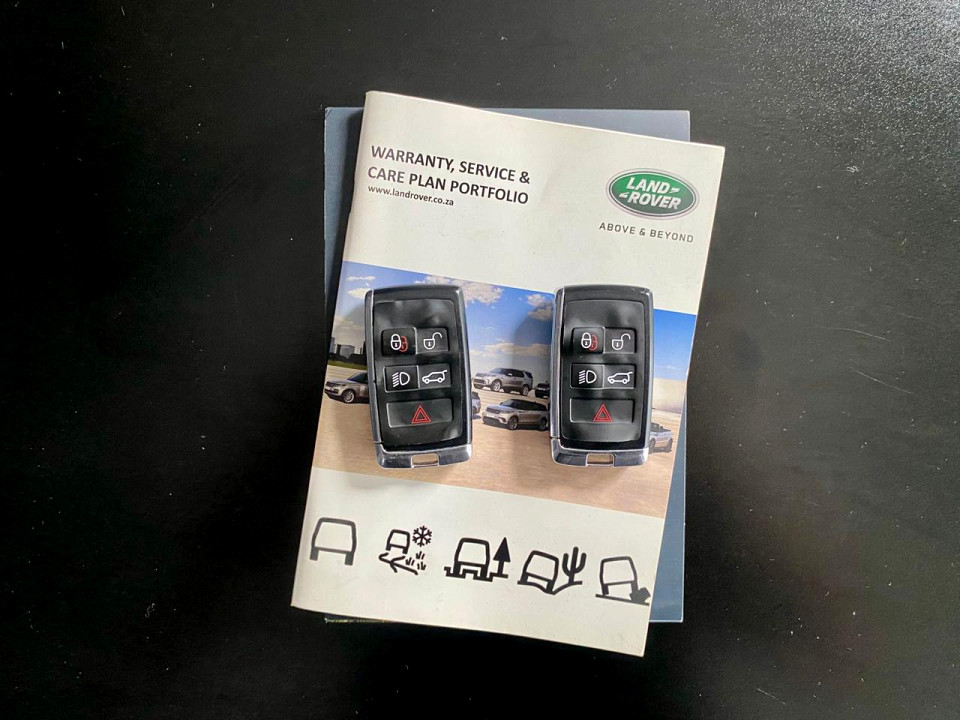 WARRANTY, SERVICE &
CARE PLAN PORTFOLIO
www.landrover.co.za
LAND
ROVER
ABOVE & BEYOND